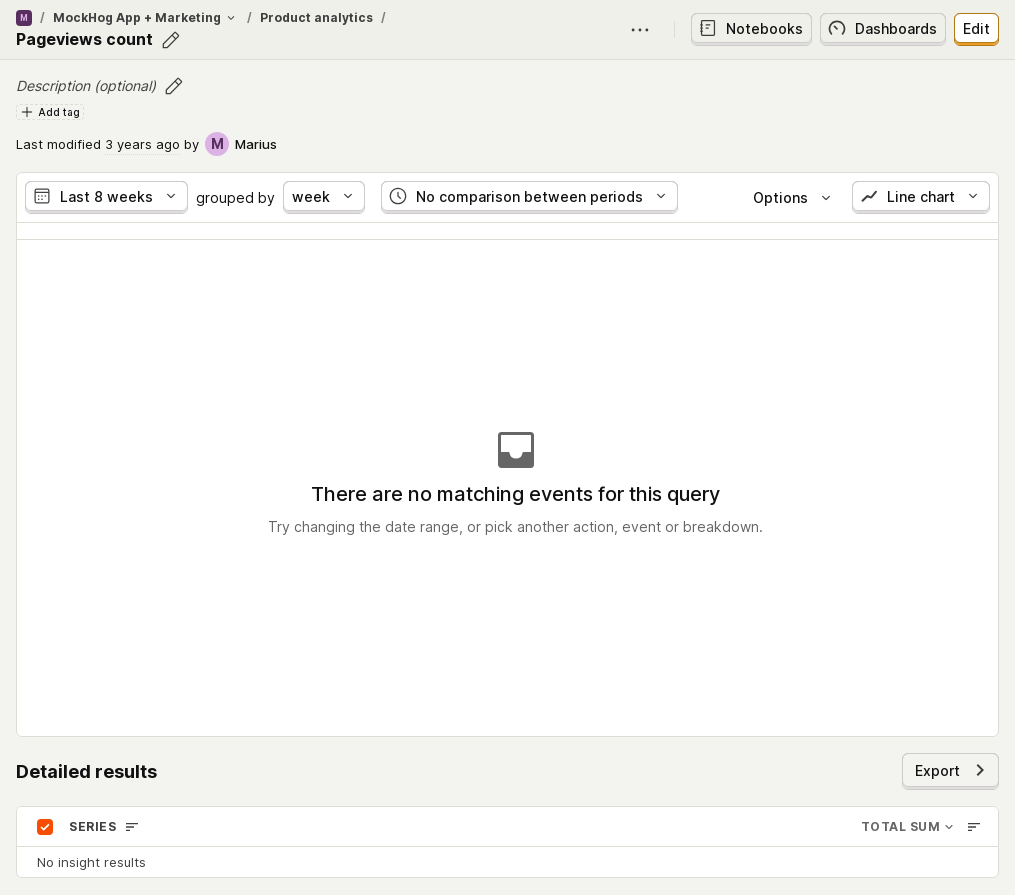 M / MockHog App + Marketing / Product analytics /
Pageviews count
Notebooks
Dashboards
Edit
Description (optional)
Add tag
Last modified 3 years ago by M Marius
Last 8 weeks grouped by week No comparison between periods Options Line chart
There are no matching events for this query
Try changing the date range, or pick another action, event or breakdown.
Detailed results
Export
SERIES TOTAL SUM
No insight results